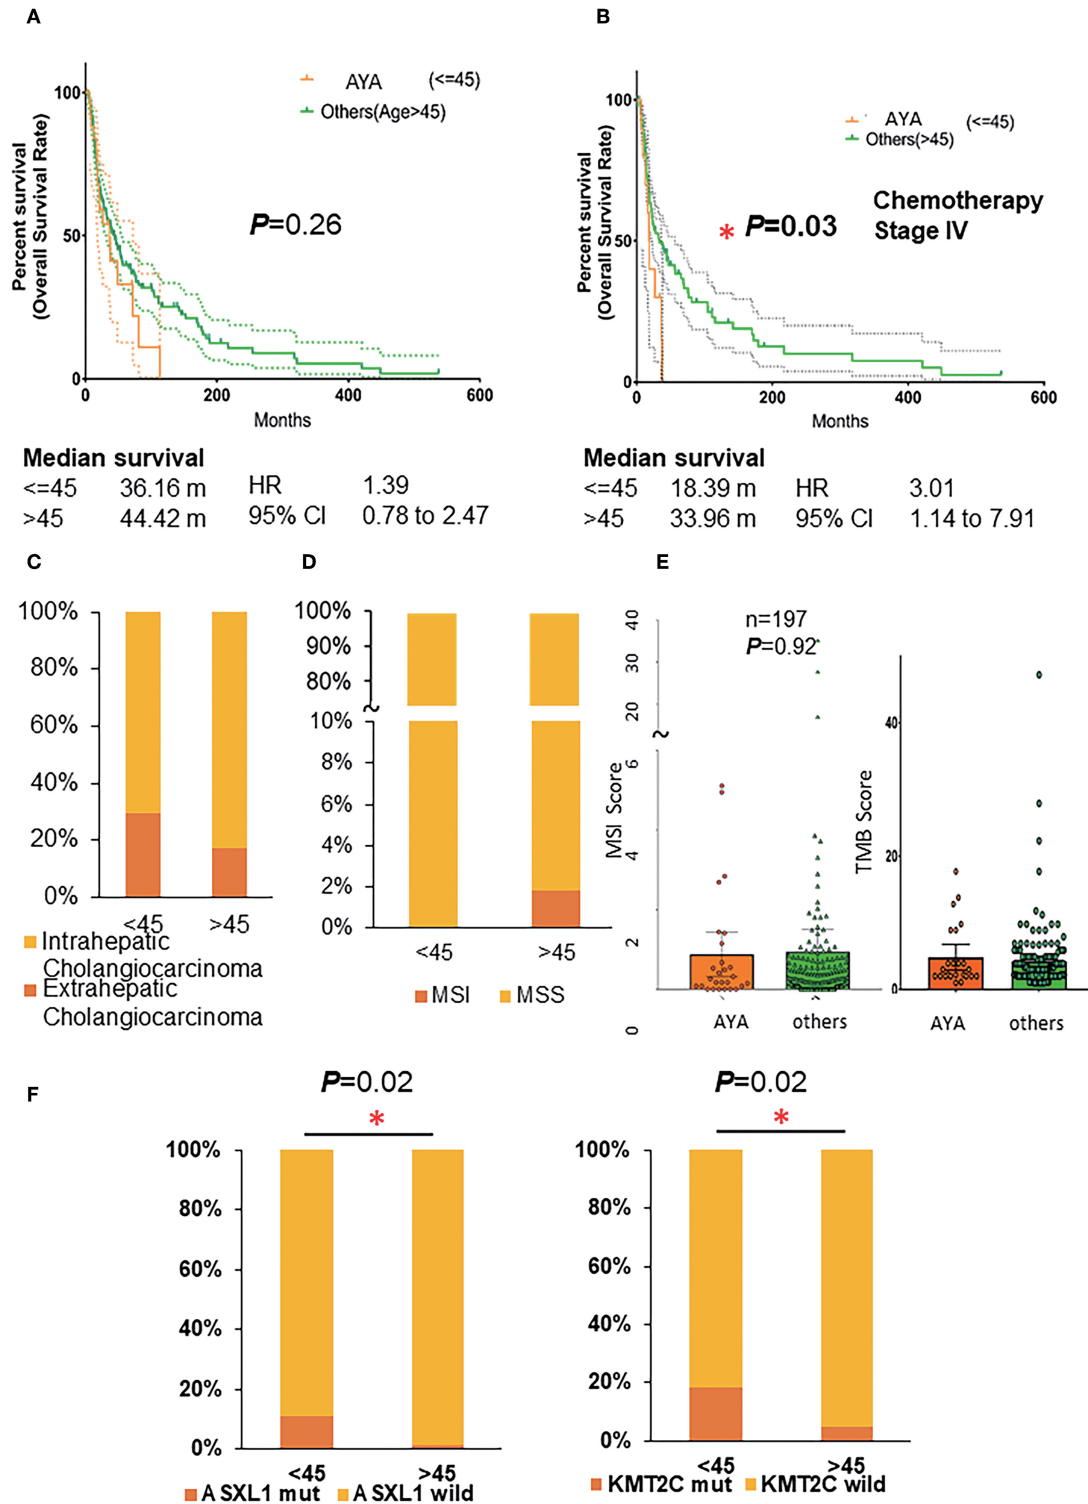 A
AYA (<=45)
Others(Age>45)
P=0.26
Percent survival
(Overall Survival Rate)
100
50
0
0 200 400 600
Months
Median survival
<=45 36.16 m HR 1.39
>45 44.42 m 95% CI 0.78 to 2.47
B
AYA (<=45)
Others(>45)
Chemotherapy
Stage IV
* P=0.03
Percent survival
(Overall Survival Rate)
100
50
0
0 200 400 600
Months
Median survival
<=45 18.39 m HR 3.01
>45 33.96 m 95% CI 1.14 to 7.91
C
100%
80%
60%
40%
20%
0%
<45 >45
Intrahepatic
Cholangiocarcinoma
Extrahepatic
Cholangiocarcinoma
D
100%
90%
80%
10%
8%
6%
4%
2%
0%
<45 >45
MSI MSS
E
n=197
P=0.92
MSI Score
40
30
20
6
4
2
0
AYA others
TMB Score
40
20
0
AYA others
F
P=0.02
*
100%
80%
60%
40%
20%
0%
<45 >45
ASXL1 mut ASXL1 wild
P=0.02
*
100%
80%
60%
40%
20%
0%
<45 >45
KMT2C mut KMT2C wild